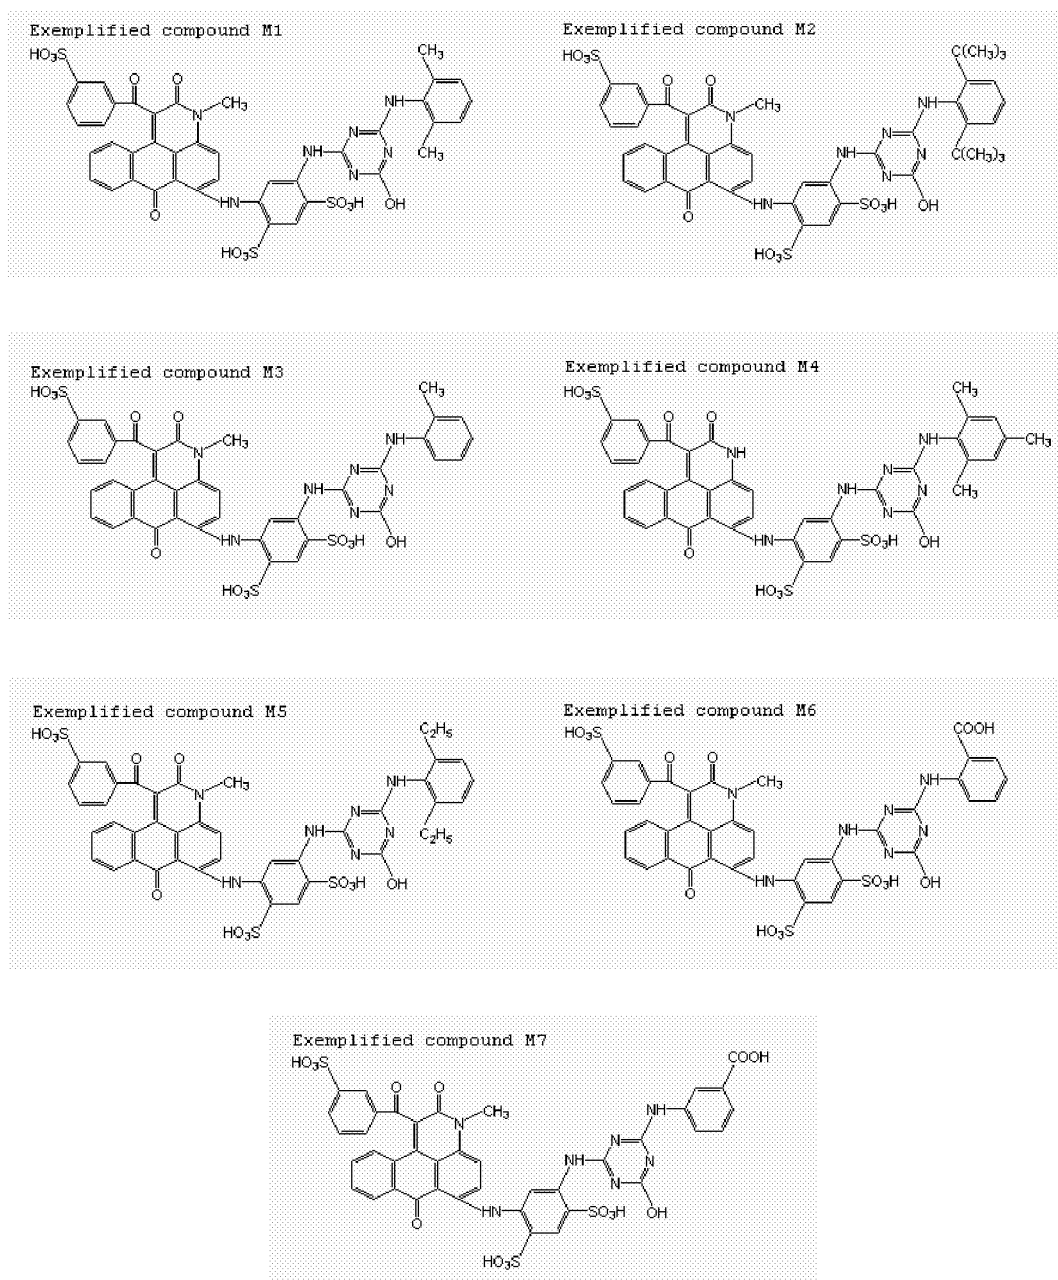 Exemplified compound M1
HO₃S
CH₃
O
O
NH
CH₃
N
N
NH
N
CH₃
N
HN
SO₃H
OH
O
HO₃S
Exemplified compound M2
HO₃S
C(CH₃)₃
O
O
NH
CH₃
N
N
NH
N
C(CH₃)₃
N
HN
SO₃H
OH
O
HO₃S
Exemplified compound M3
HO₃S
CH₃
O
O
NH
CH₃
N
N
NH
N
N
HN
SO₃H
OH
O
HO₃S
Exemplified compound M4
HO₃S
CH₃
O
O
NH
CH₃
NH
N
NH
N
CH₃
N
HN
SO₃H
OH
O
HO₃S
Exemplified compound M5
HO₃S
C₂H₅
O
O
NH
CH₃
N
N
NH
N
C₂H₅
N
HN
SO₃H
OH
O
HO₃S
Exemplified compound M6
HO₃S
COOH
O
O
NH
CH₃
N
N
NH
N
N
HN
SO₃H
OH
O
HO₃S
Exemplified compound M7
HO₃S
COOH
O
O
NH
CH₃
N
N
NH
N
N
HN
SO₃H
OH
O
HO₃S